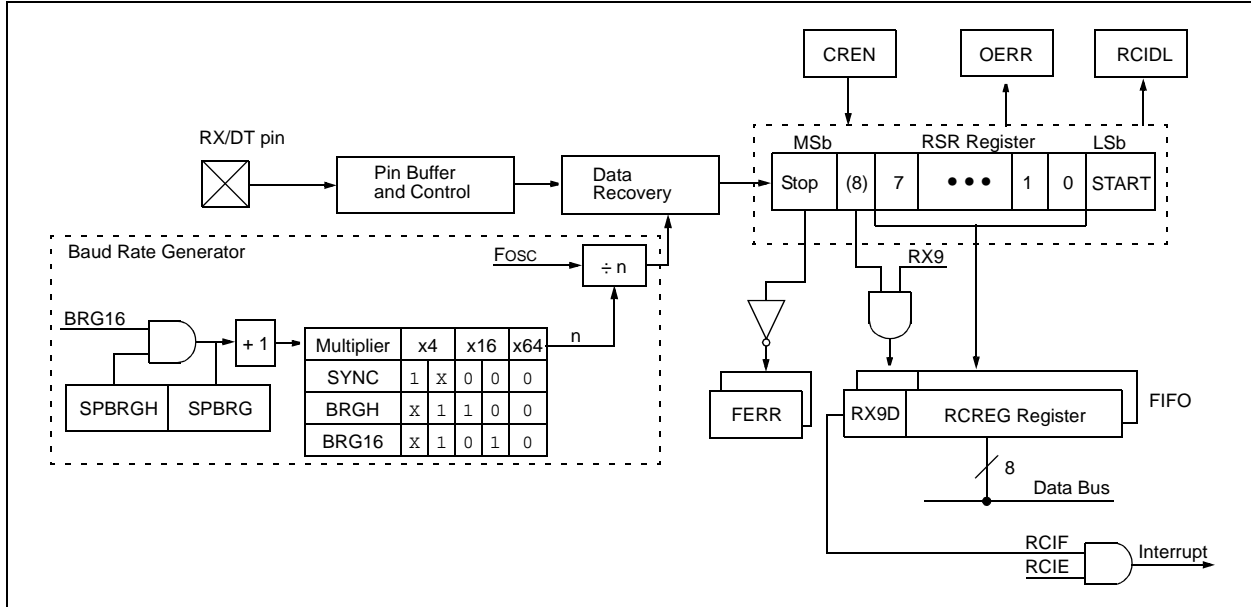 CREN
OERR
RCIDL
RX/DT pin
MSb
RSR Register
LSb
Pin Buffer
and Control
Data
Recovery
Stop
(8)
7
• • •
1
0
START
Baud Rate Generator
FOSC
÷ n
RX9
BRG16
+ 1
n
Multiplier x4 x16 x64
SYNC 1 X 0 0 0
BRGH X 1 1 0 0
BRG16 X 1 0 1 0
SPBRGH
SPBRG
FERR
RX9D
RCREG Register
FIFO
8
Data Bus
RCIF
RCIE
Interrupt